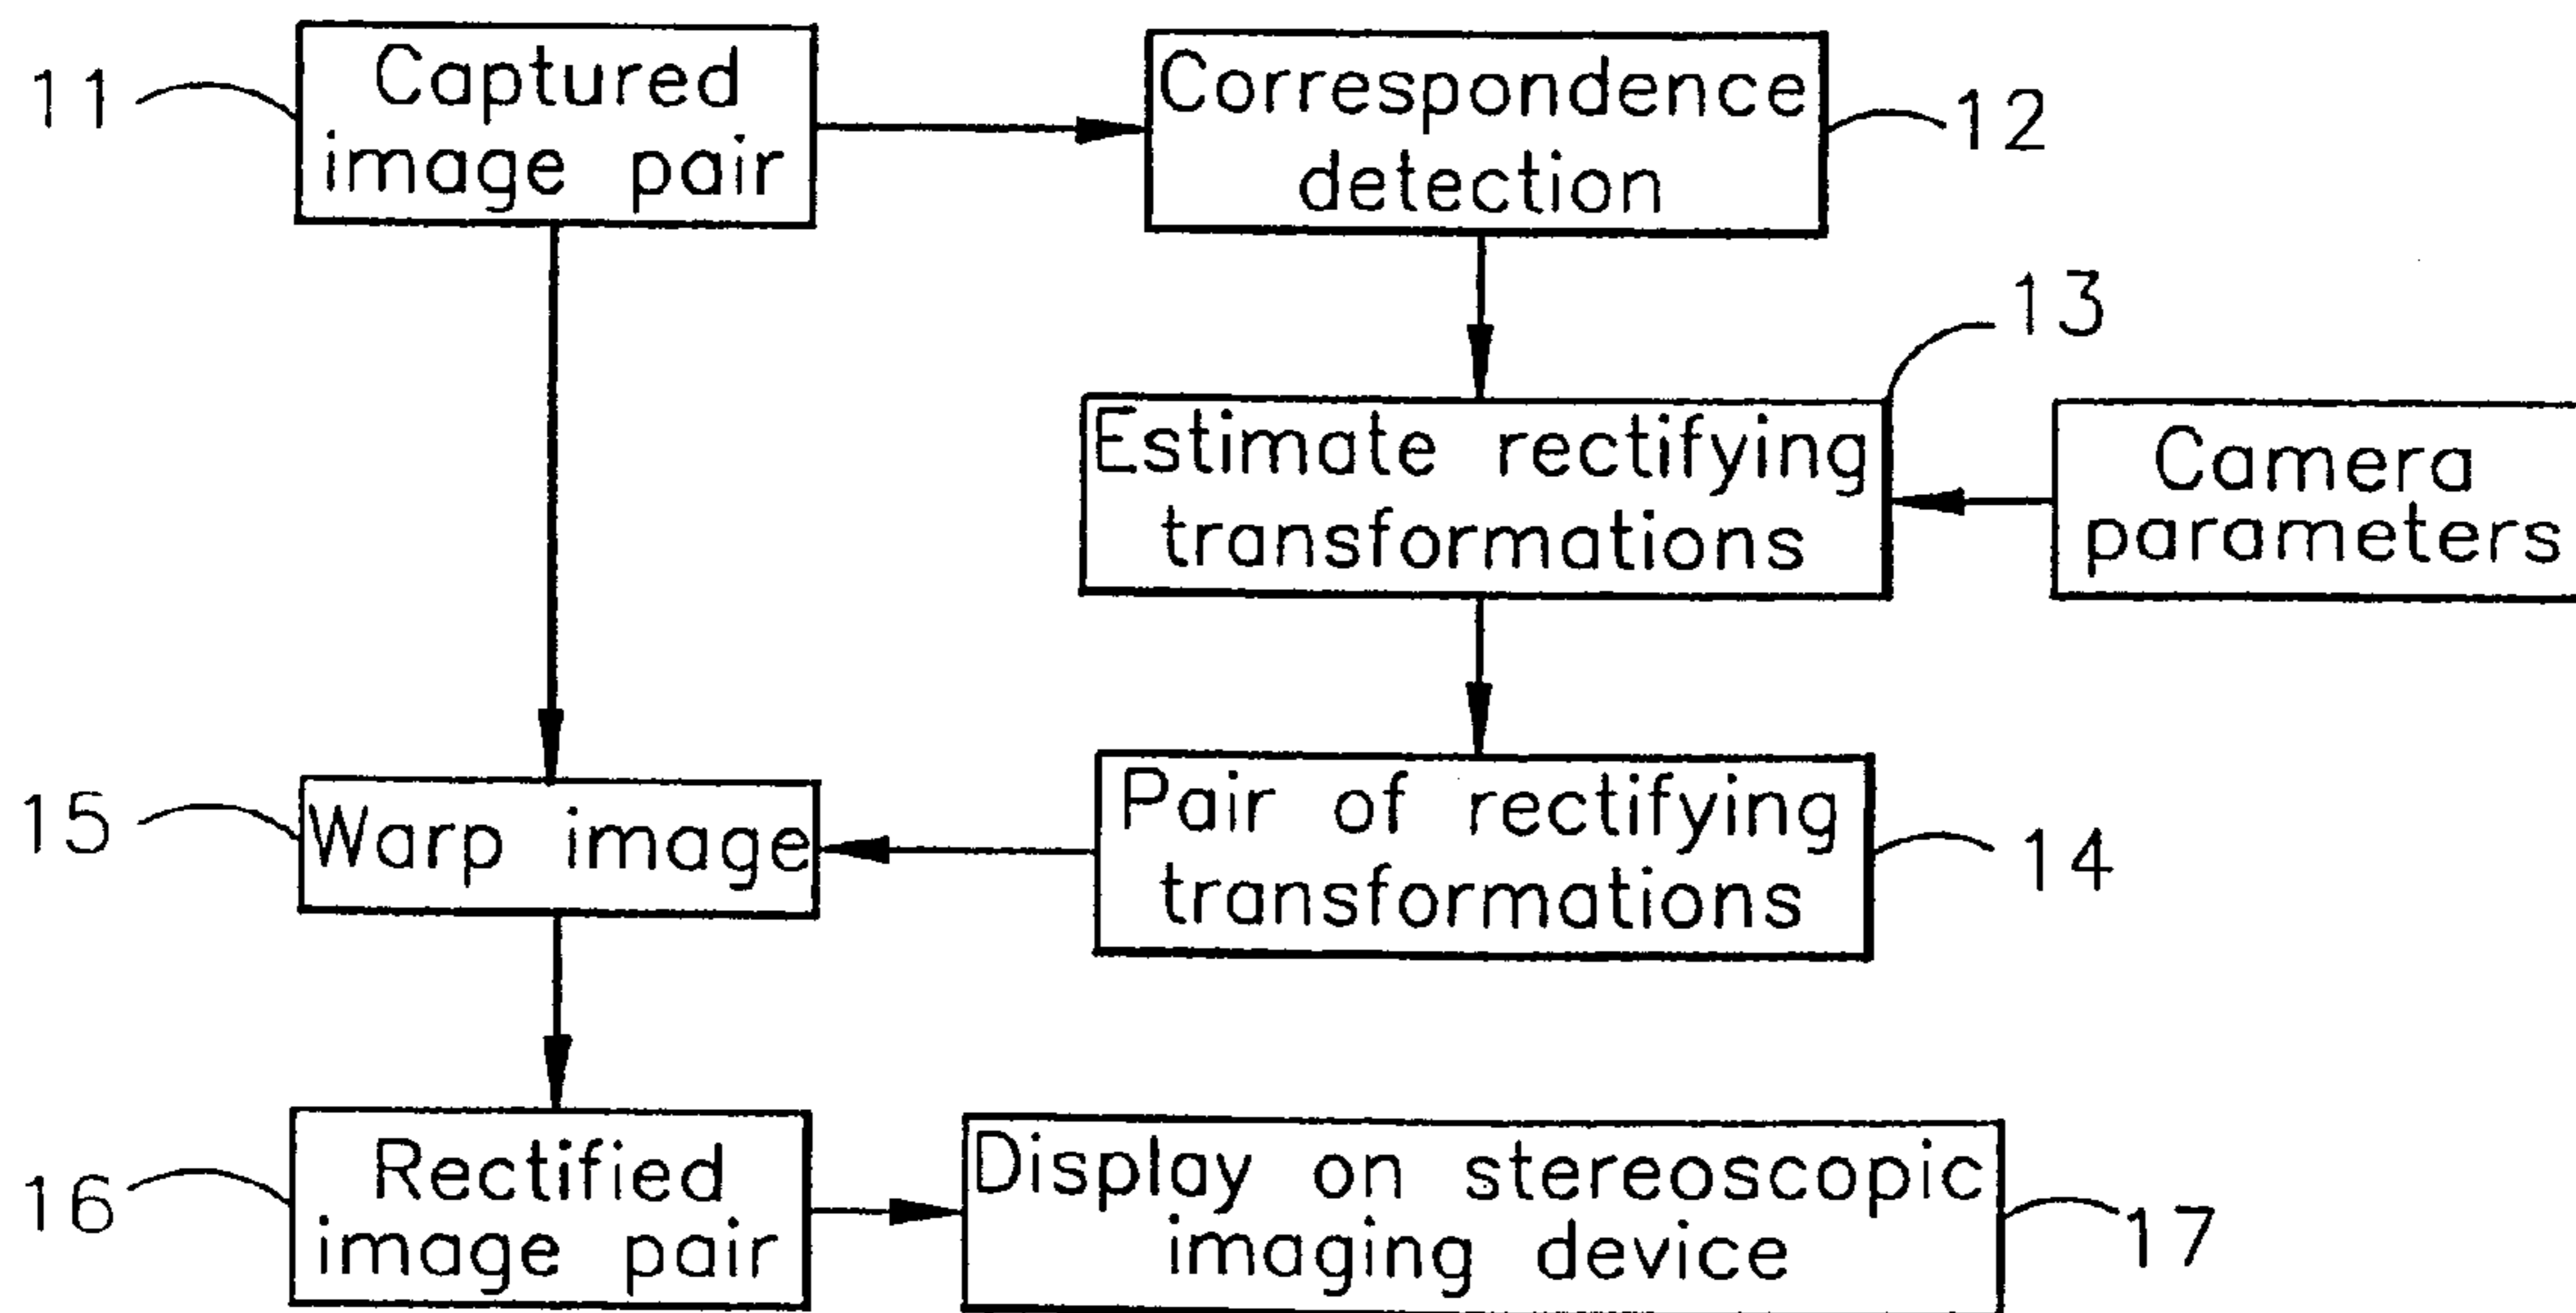 11
Captured
image pair
Correspondence
detection
12
13
Estimate rectifying
transformations
Camera
parameters
15
Warp image
Pair of rectifying
transformations
14
16
Rectified
image pair
Display on stereoscopic
imaging device
17